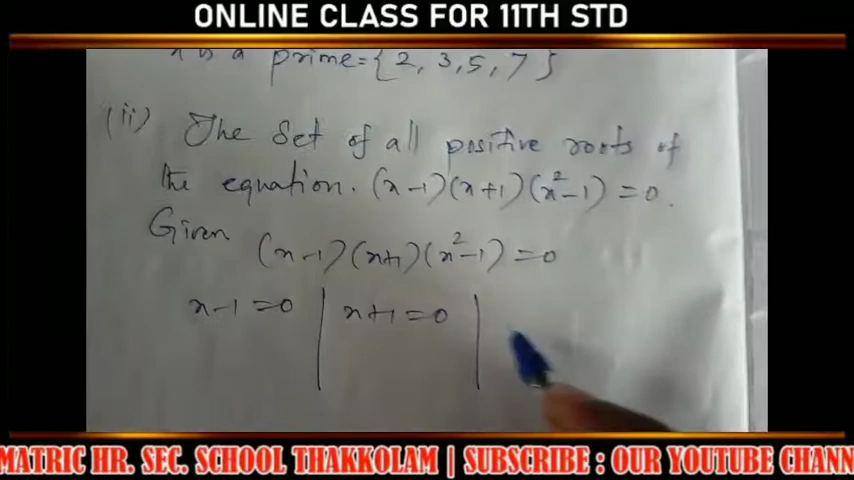 ONLINE CLASS FOR 11TH STD
x is a prime = {2, 3, 5, 7}
(ii) The Set of all positive roots of
the equation. (x-1)(x+1)(x²-1) = 0.
Given
(x-1)(x+1)(x²-1) = 0
x-1 = 0 | x+1 = 0 |
MATRIC HR. SEC. SCHOOL THAKKOLAM | SUBSCRIBE : OUR YOUTUBE CHANN